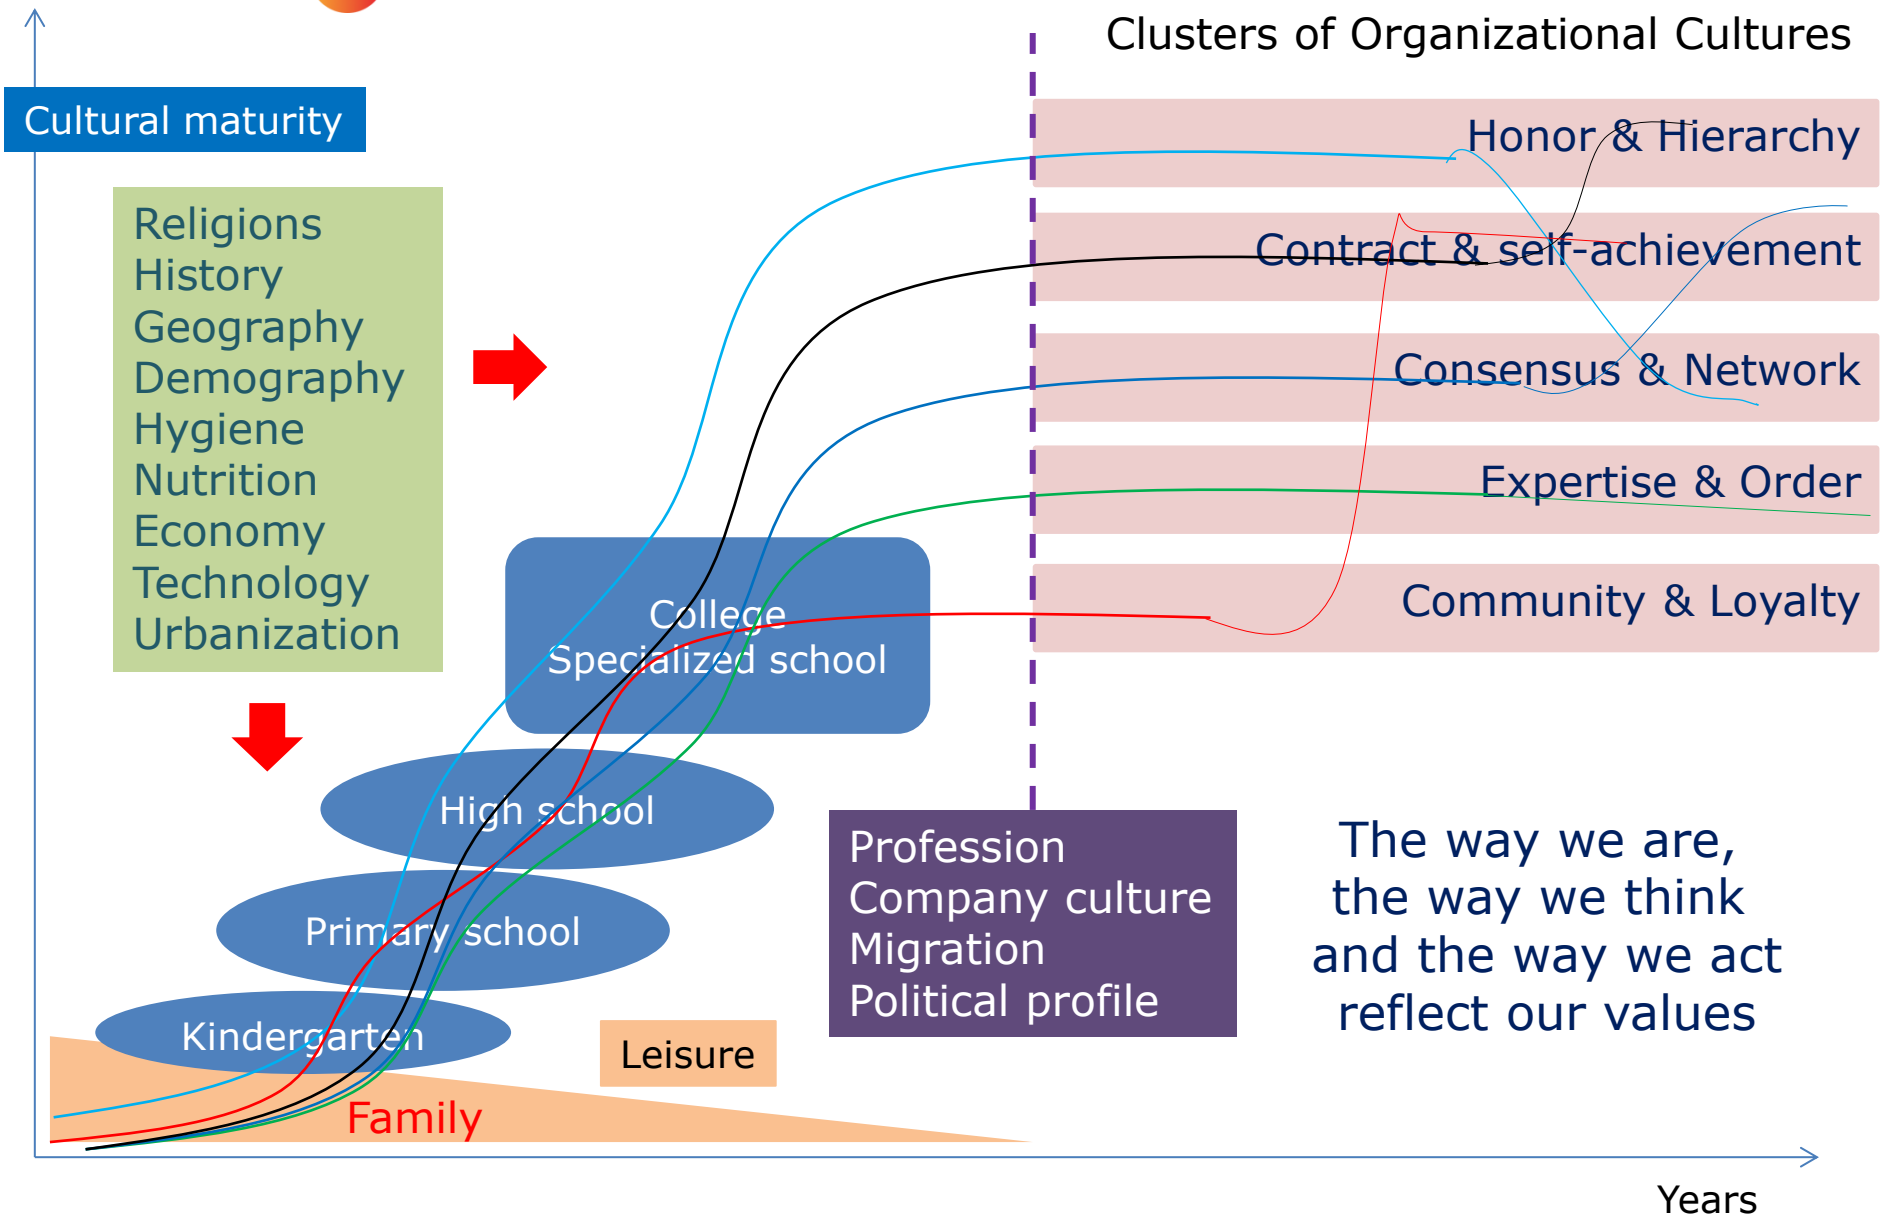 Clusters of Organizational Cultures
Cultural maturity
Religions
History
Geography
Demography
Hygiene
Nutrition
Economy
Technology
Urbanization
Honor & Hierarchy
Contract & self-achievement
Consensus & Network
Expertise & Order
Community & Loyalty
College
Specialized school
High school
Primary school
Kindergarten
Leisure
Family
Profession
Company culture
Migration
Political profile
The way we are,
the way we think
and the way we act
reflect our values
Years